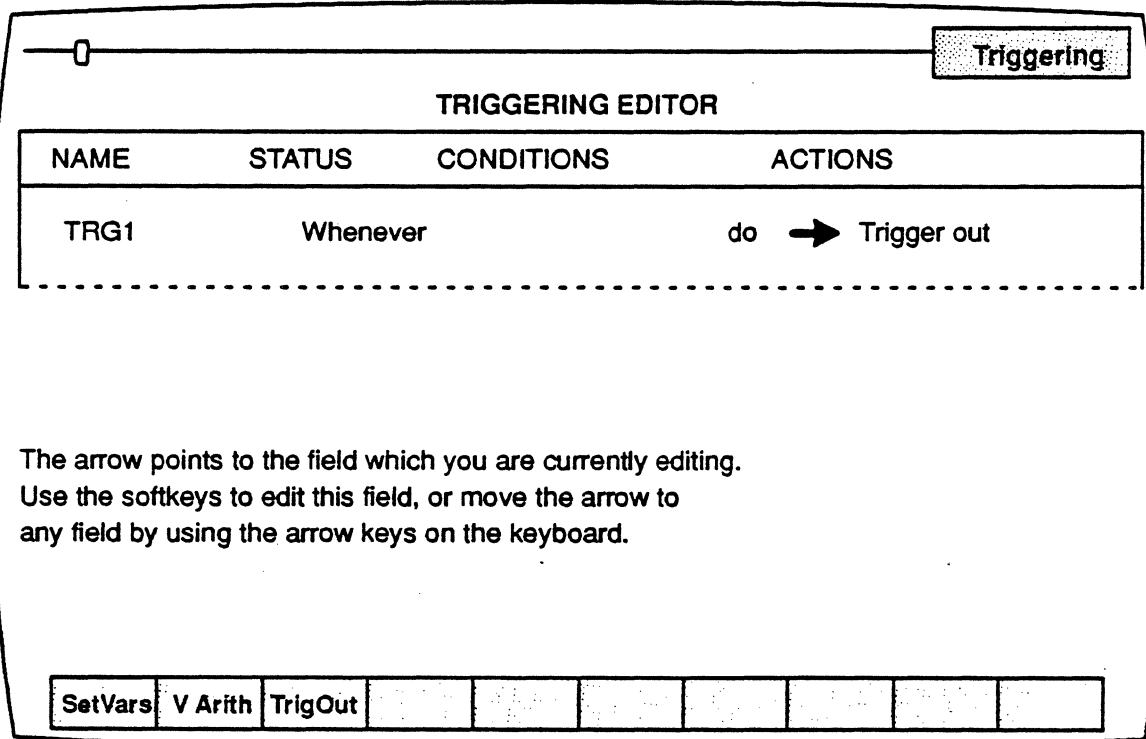 Triggering
TRIGGERING EDITOR
NAME STATUS CONDITIONS ACTIONS
TRG1 Whenever do Trigger out
The arrow points to the field which you are currently editing.
Use the softkeys to edit this field, or move the arrow to
any field by using the arrow keys on the keyboard.
SetVars V Arith TrigOut